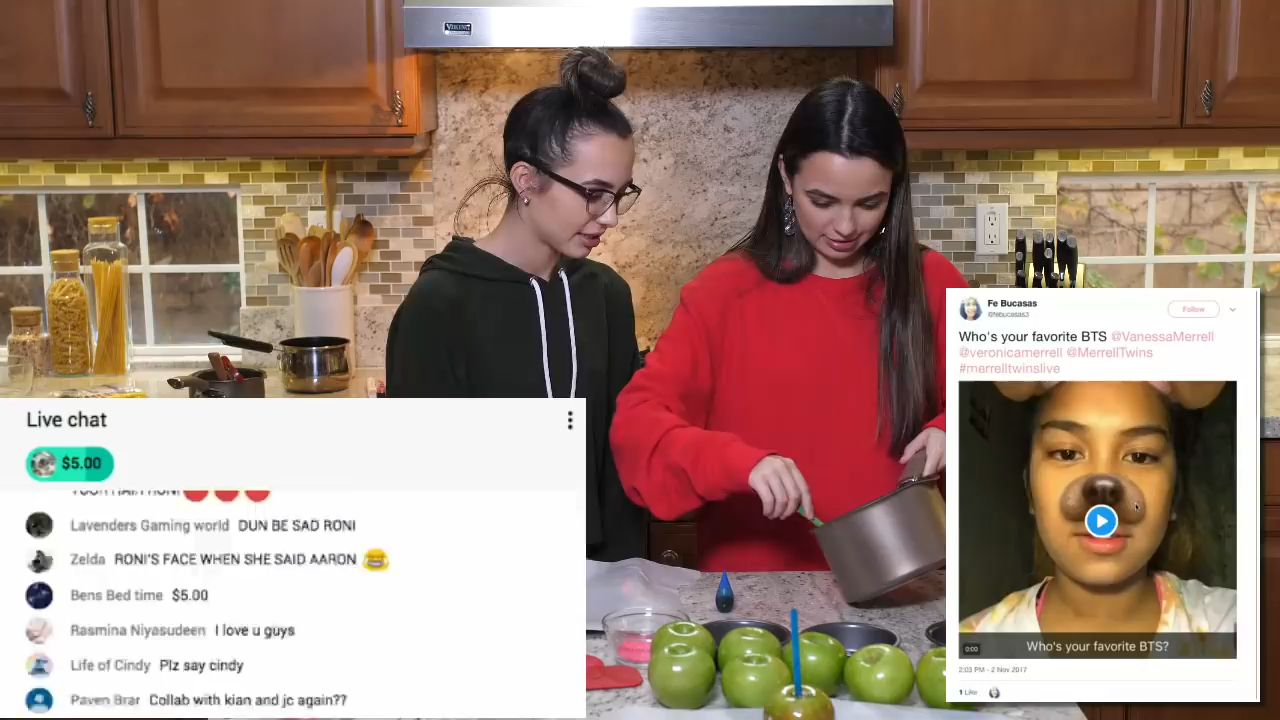 VIKING
Fe Bucasas
@febucasas3
Follow
Who's your favorite BTS @VanessaMerrell
@veronicamerrell @MerrellTwins
#merrelltwinslive
0:00
Who's your favorite BTS?
2:03 PM - 2 Nov 2017
1 Like
Live chat
$5.00
Lavenders Gaming world DUN BE SAD RONI
Zelda RONI'S FACE WHEN SHE SAID AARON 😂
Bens Bed time $5.00
Rasmina Niyasudeen I love u guys
Life of Cindy Plz say cindy
Paven Brar Collab with kian and jc again??